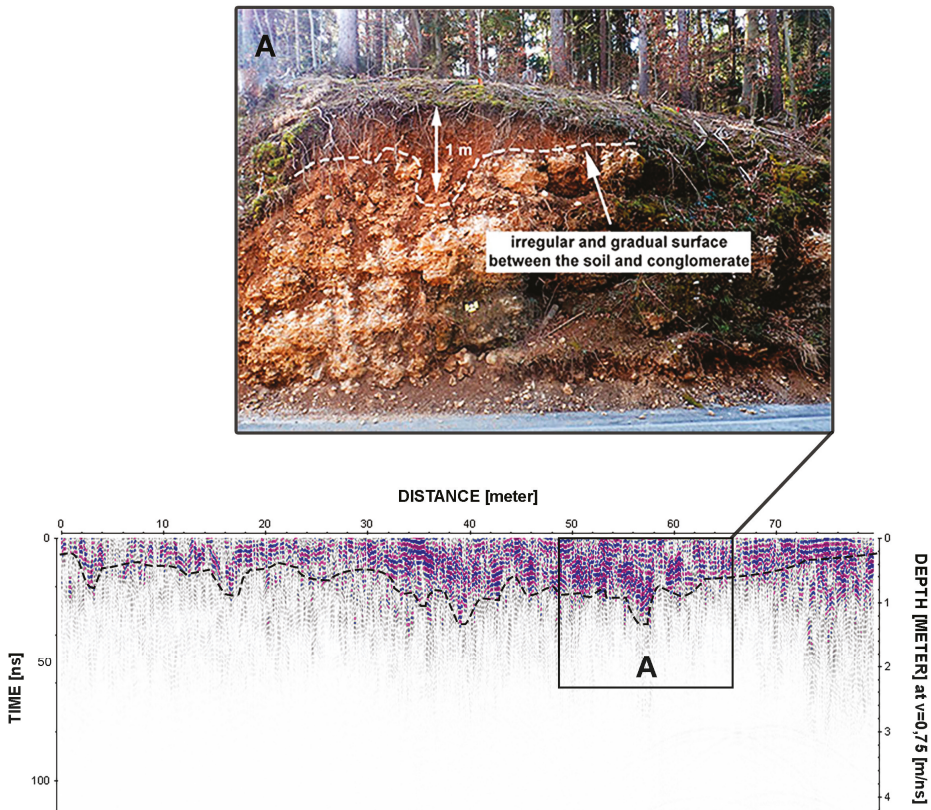 A
1 m
irregular and gradual surface
between the soil and conglomerate
DISTANCE [meter]
0 10 20 30 40 50 60 70
0
50
100
TIME [ns]
A
0
1
2
3
4
DEPTH [METER] at v=0,75 [m/ns]